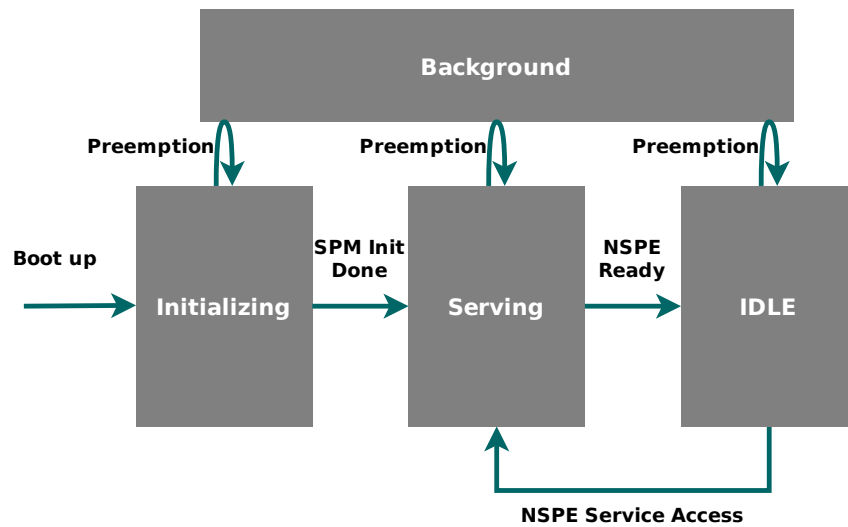 Background
Preemption
Preemption
Preemption
Boot up
SPM Init
Done
NSPE
Ready
Initializing
Serving
IDLE
NSPE Service Access